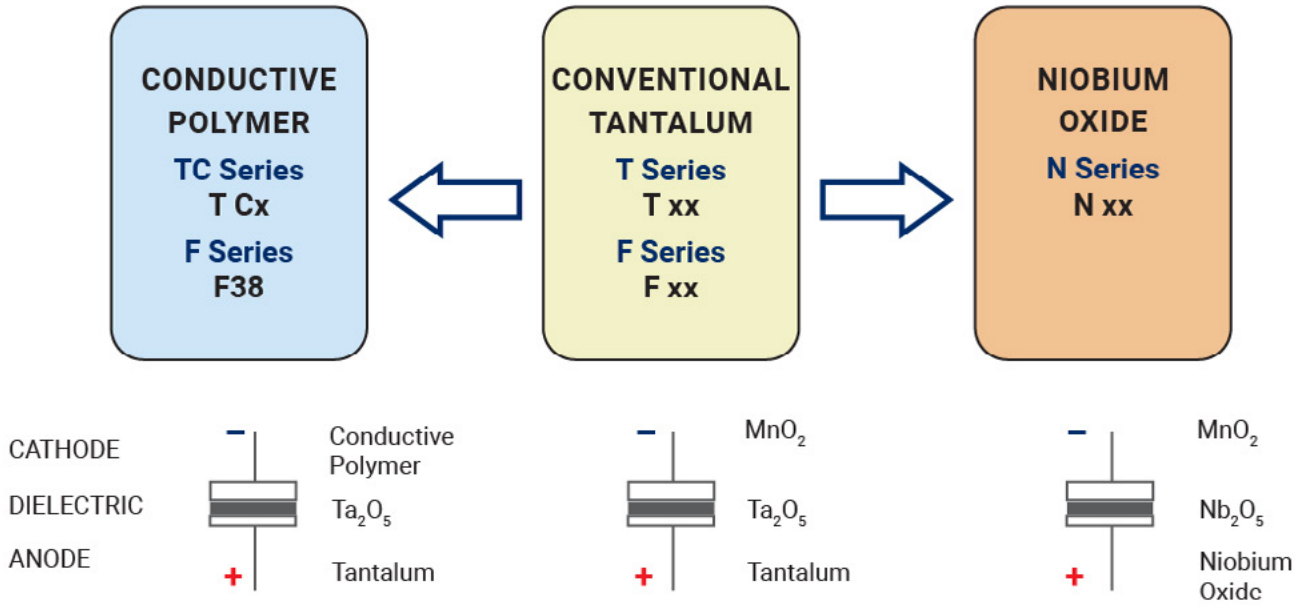 CONDUCTIVE
POLYMER
TC Series
T Cx
F Series
F38
CONVENTIONAL
TANTALUM
T Series
T xx
F Series
F xx
NIOBIUM
OXIDE
N Series
N xx
CATHODE
DIELECTRIC
ANODE
−
Conductive
Polymer
Ta₂O₅
+
Tantalum
−
MnO₂
Ta₂O₅
+
Tantalum
−
MnO₂
Nb₂O₅
+
Niobium
Oxide